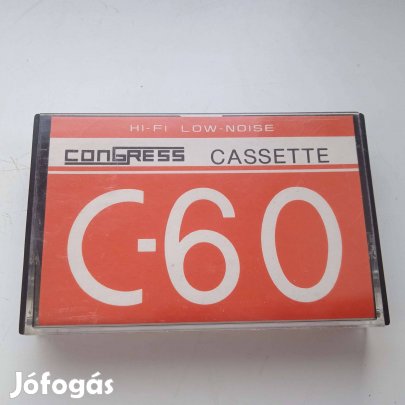 HI-FI LOW-NOISE
CONGRESS CASSETTE
C-60
Jófogás